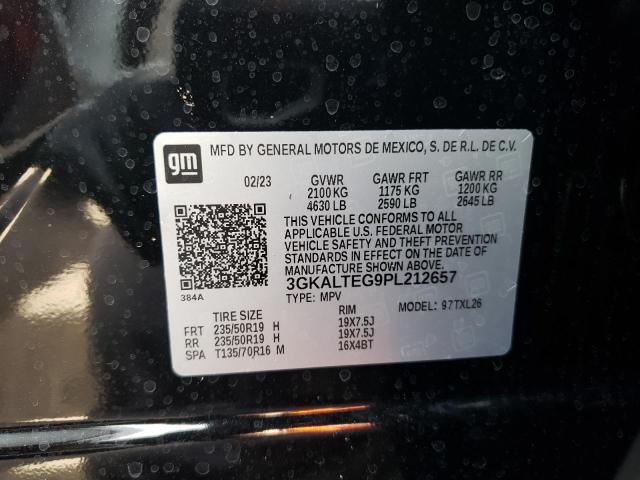 gm MFD BY GENERAL MOTORS DE MEXICO, S. DE R.L. DE C.V.
02/23 GVWR GAWR FRT GAWR RR
2100 KG 1175 KG 1200 KG
4630 LB 2590 LB 2645 LB
THIS VEHICLE CONFORMS TO ALL
APPLICABLE U.S. FEDERAL MOTOR
VEHICLE SAFETY AND THEFT PREVENTION
STANDARDS IN EFFECT ON THE DATE OF
MANUFACTURE SHOWN ABOVE.
3GKALTEG9PL212657
384A
TYPE: MPV MODEL: 97TXL26
TIRE SIZE RIM
FRT 235/50R19 H 19X7.5J
RR 235/50R19 H 19X7.5J
SPA T135/70R16 M 16X4BT